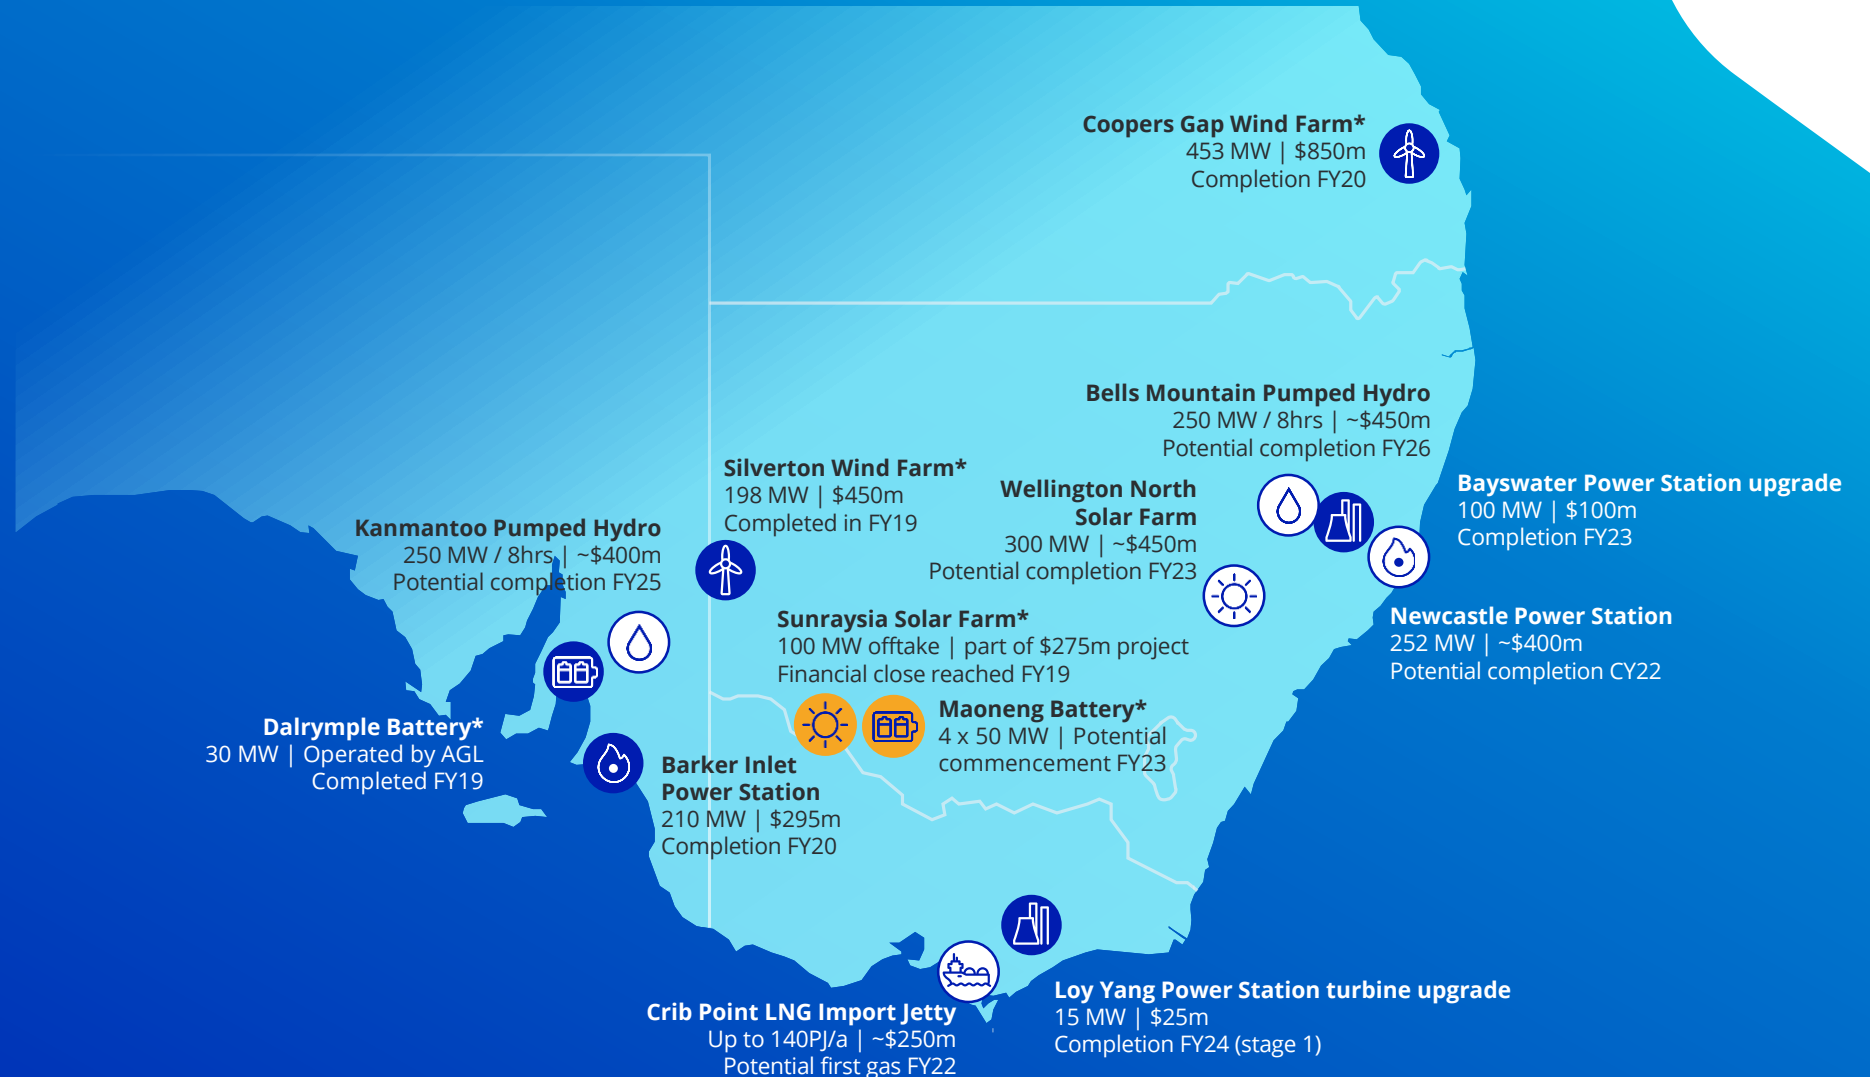 Coopers Gap Wind Farm*
453 MW | $850m
Completion FY20
Bells Mountain Pumped Hydro
250 MW / 8hrs | ~$450m
Potential completion FY26
Silverton Wind Farm*
198 MW | $450m
Completed in FY19
Wellington North
Solar Farm
300 MW | ~$450m
Potential completion FY23
Bayswater Power Station upgrade
100 MW | $100m
Completion FY23
Kanmantoo Pumped Hydro
250 MW / 8hrs | ~$400m
Potential completion FY25
Sunraysia Solar Farm*
100 MW offtake | part of $275m project
Financial close reached FY19
Newcastle Power Station
252 MW | ~$400m
Potential completion CY22
Maoneng Battery*
4 x 50 MW | Potential
commencement FY23
Dalrymple Battery*
30 MW | Operated by AGL
Completed FY19
Barker Inlet
Power Station
210 MW | $295m
Completion FY20
Crib Point LNG Import Jetty
Up to 140PJ/a | ~$250m
Potential first gas FY22
Loy Yang Power Station turbine upgrade
15 MW | $25m
Completion FY24 (stage 1)